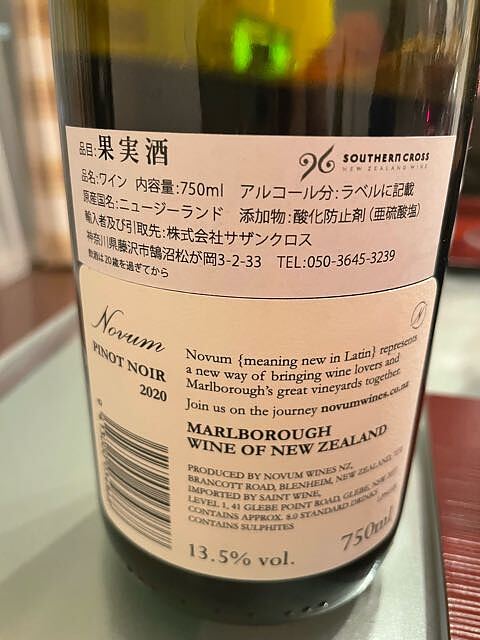 品目:果実酒
SOUTHERN CROSS
NEW ZEALAND WINE
品名:ワイン 内容量:750ml アルコール分:ラベルに記載
原産国名:ニュージーランド 添加物:酸化防止剤(亜硫酸塩)
輸入者及び引取先:株式会社サザンクロス
神奈川県藤沢市鵠沼松が岡3-2-33 TEL:050-3645-3239
飲酒は20歳を過ぎてから
Novum
PINOT NOIR
2020
Novum {meaning new in Latin} represents
a new way of bringing wine lovers and
Marlborough's great vineyards together.
Join us on the journey novumwines.co.nz
MARLBOROUGH
WINE OF NEW ZEALAND
PRODUCED BY NOVUM WINES NZ,
BRANCOTT ROAD, BLENHEIM, NEW ZEALAND,
IMPORTED BY SAINT WINE,
LEVEL 1, 41 GLEBE POINT ROAD, GLEBE, NSW
CONTAINS APPROX. 8.0 STANDARD DRINKS
CONTAINS SULPHITES
13.5% vol.
750ml